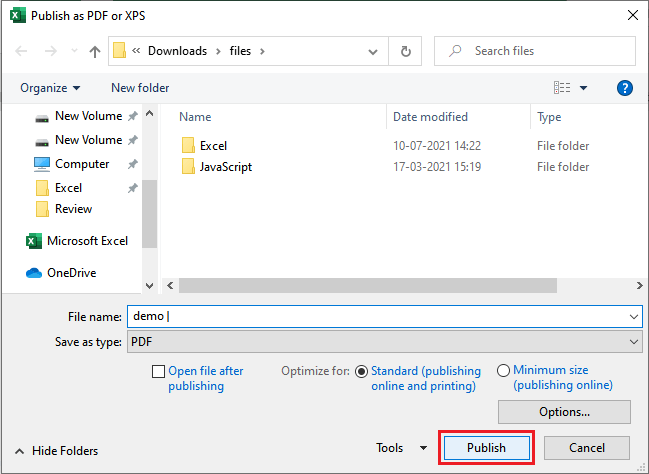 Publish as PDF or XPS
« Downloads › files ›
Search files
Organize
New folder
New Volume
New Volume
Computer
Excel
Review
Microsoft Excel
OneDrive
Name
Date modified
Type
Excel
10-07-2021 14:22
File folder
JavaScript
17-03-2021 15:19
File folder
File name: demo
Save as type: PDF
Open file after
publishing
Optimize for:
Standard (publishing
online and printing)
Minimum size
(publishing online)
Options...
Hide Folders
Tools
Publish
Cancel